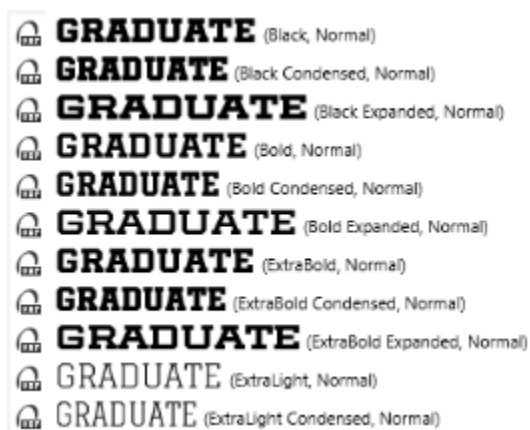 GRADUATE (Black, Normal)
GRADUATE (Black Condensed, Normal)
GRADUATE (Black Expanded, Normal)
GRADUATE (Bold, Normal)
GRADUATE (Bold Condensed, Normal)
GRADUATE (Bold Expanded, Normal)
GRADUATE (ExtraBold, Normal)
GRADUATE (ExtraBold Condensed, Normal)
GRADUATE (ExtraBold Expanded, Normal)
GRADUATE (ExtraLight, Normal)
GRADUATE (ExtraLight Condensed, Normal)